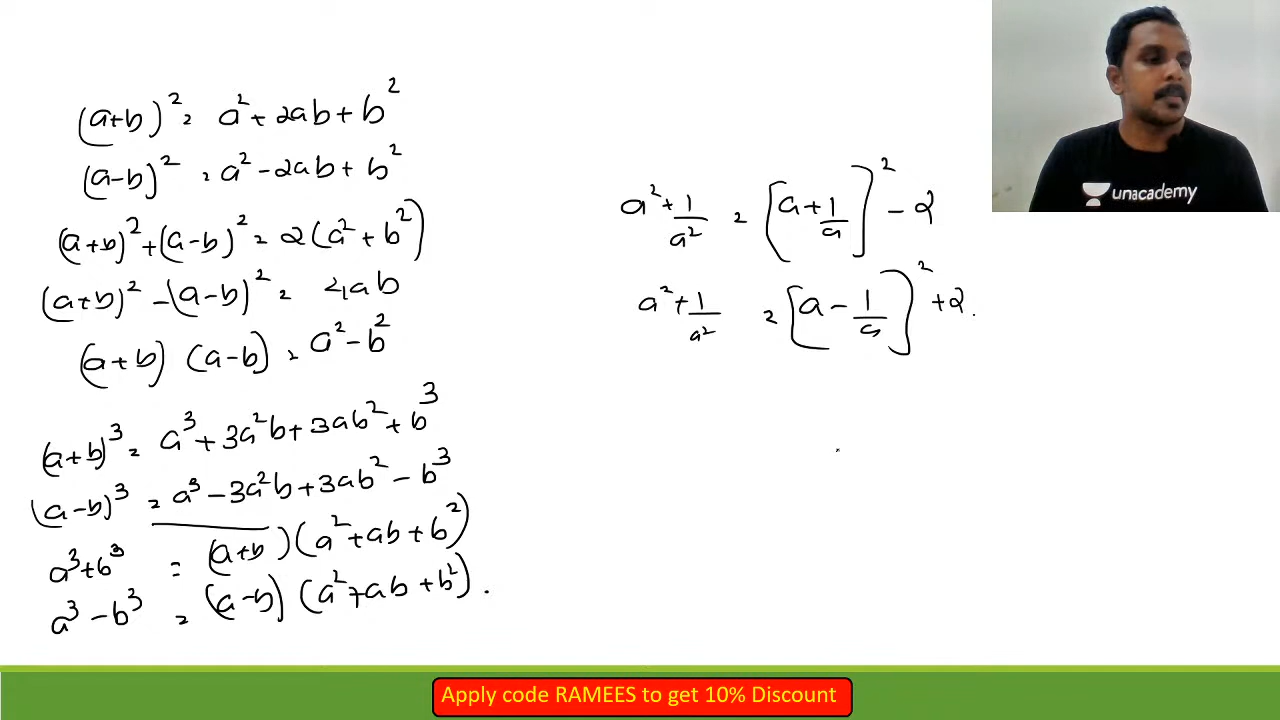 (a+b)² = a² + 2ab + b²
(a-b)² = a² - 2ab + b²
(a+b)² + (a-b)² = 2(a² + b²)
(a+b)² - (a-b)² = 4ab
(a+b) (a-b) = a² - b²
(a+b)³ = a³ + 3a²b + 3ab² + b³
(a-b)³ = a³ - 3a²b + 3ab² - b³
a³+b³ = (a+b) (a² + ab + b²)
a³ - b³ = (a-b) (a² + ab + b²).
a² + 1/a² = [a + 1/a]² - 2
a² + 1/a² = [a - 1/a]² + 2.
unacademy
Apply code RAMEES to get 10% Discount